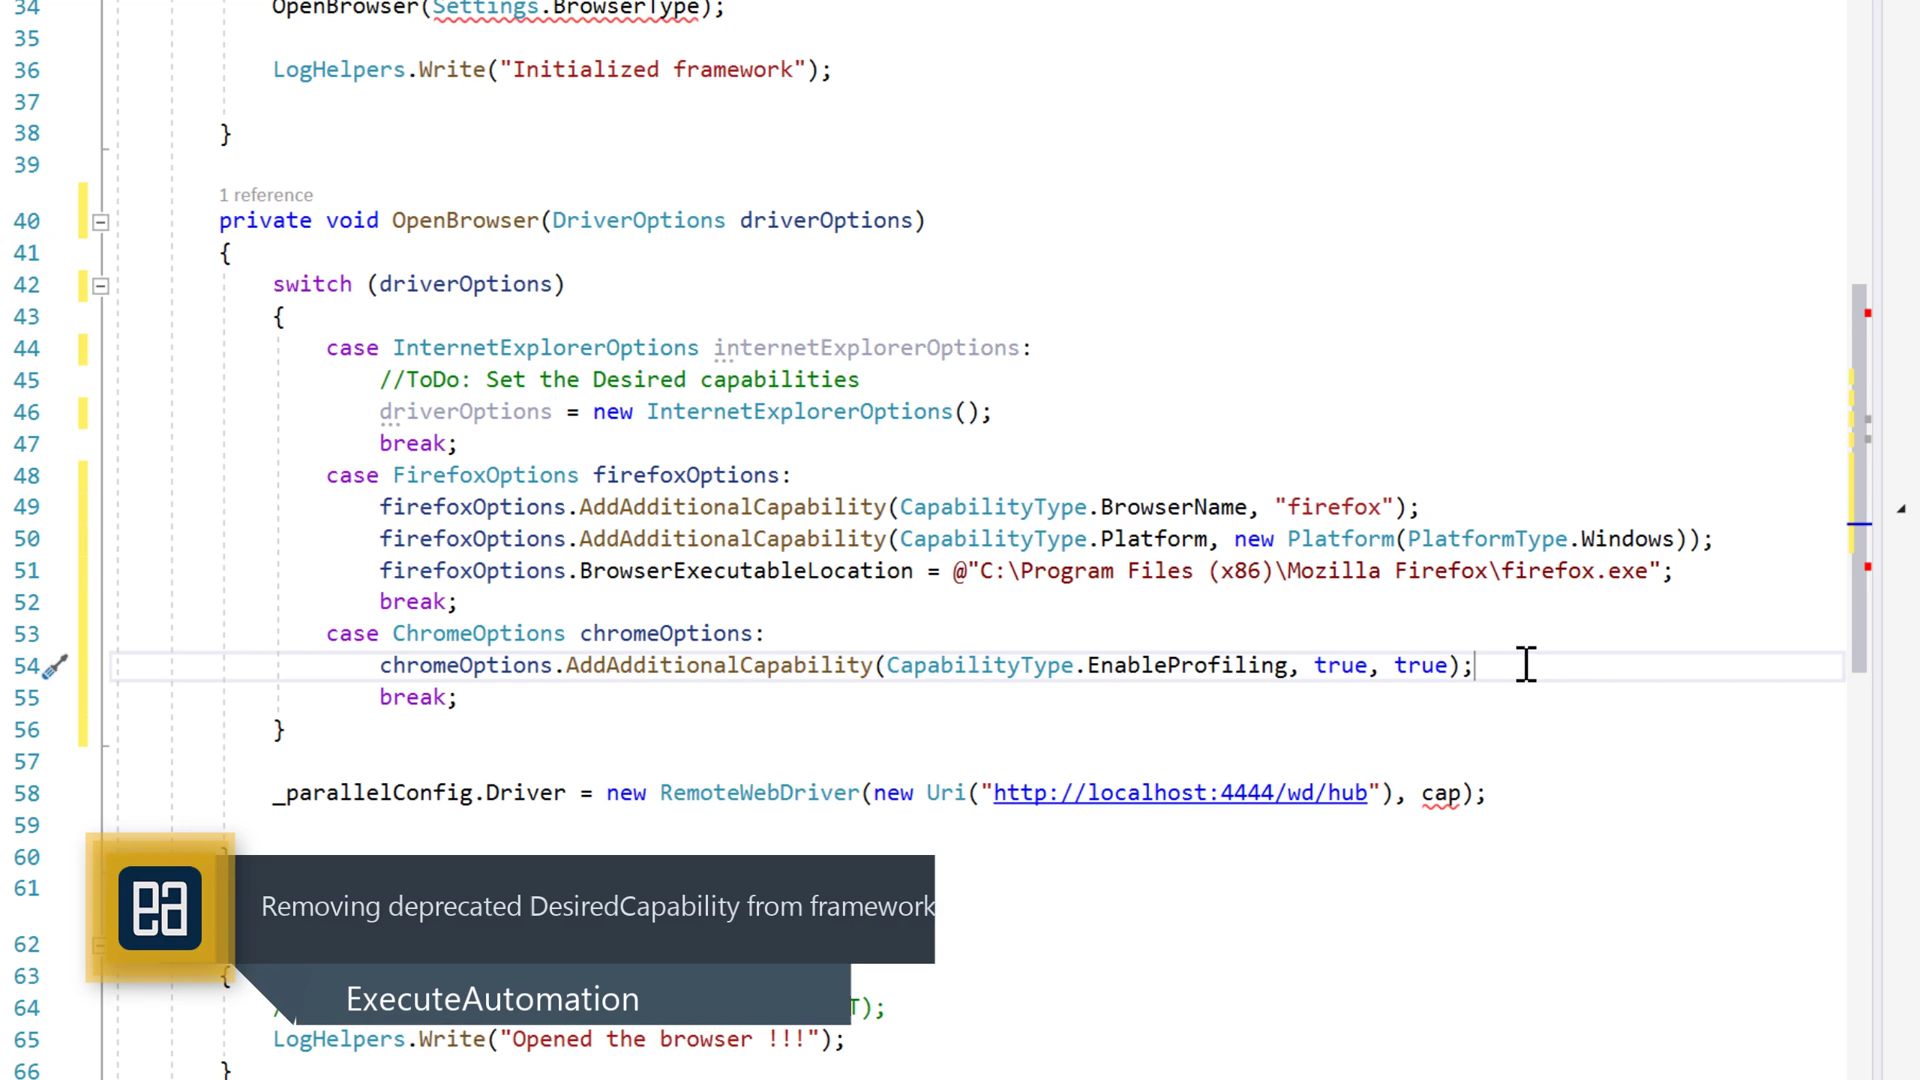 34 OpenBrowser(Settings.BrowserType);
35
36 LogHelpers.Write("Initialized framework");
37
38 }
39
1 reference
40 private void OpenBrowser(DriverOptions driverOptions)
41 {
42 switch (driverOptions)
43 {
44 case InternetExplorerOptions internetExplorerOptions:
45 //ToDo: Set the Desired capabilities
46 driverOptions = new InternetExplorerOptions();
47 break;
48 case FirefoxOptions firefoxOptions:
49 firefoxOptions.AddAdditionalCapability(CapabilityType.BrowserName, "firefox");
50 firefoxOptions.AddAdditionalCapability(CapabilityType.Platform, new Platform(PlatformType.Windows));
51 firefoxOptions.BrowserExecutableLocation = @"C:\Program Files (x86)\Mozilla Firefox\firefox.exe";
52 break;
53 case ChromeOptions chromeOptions:
54 chromeOptions.AddAdditionalCapability(CapabilityType.EnableProfiling, true, true);
55 break;
56 }
57
58 _parallelConfig.Driver = new RemoteWebDriver(new Uri("http://localhost:4444/wd/hub"), cap);
59
60
61
ea Removing deprecated DesiredCapability from framework
62
63 {
ExecuteAutomation
64 T);
65 LogHelpers.Write("Opened the browser !!!");
66 }